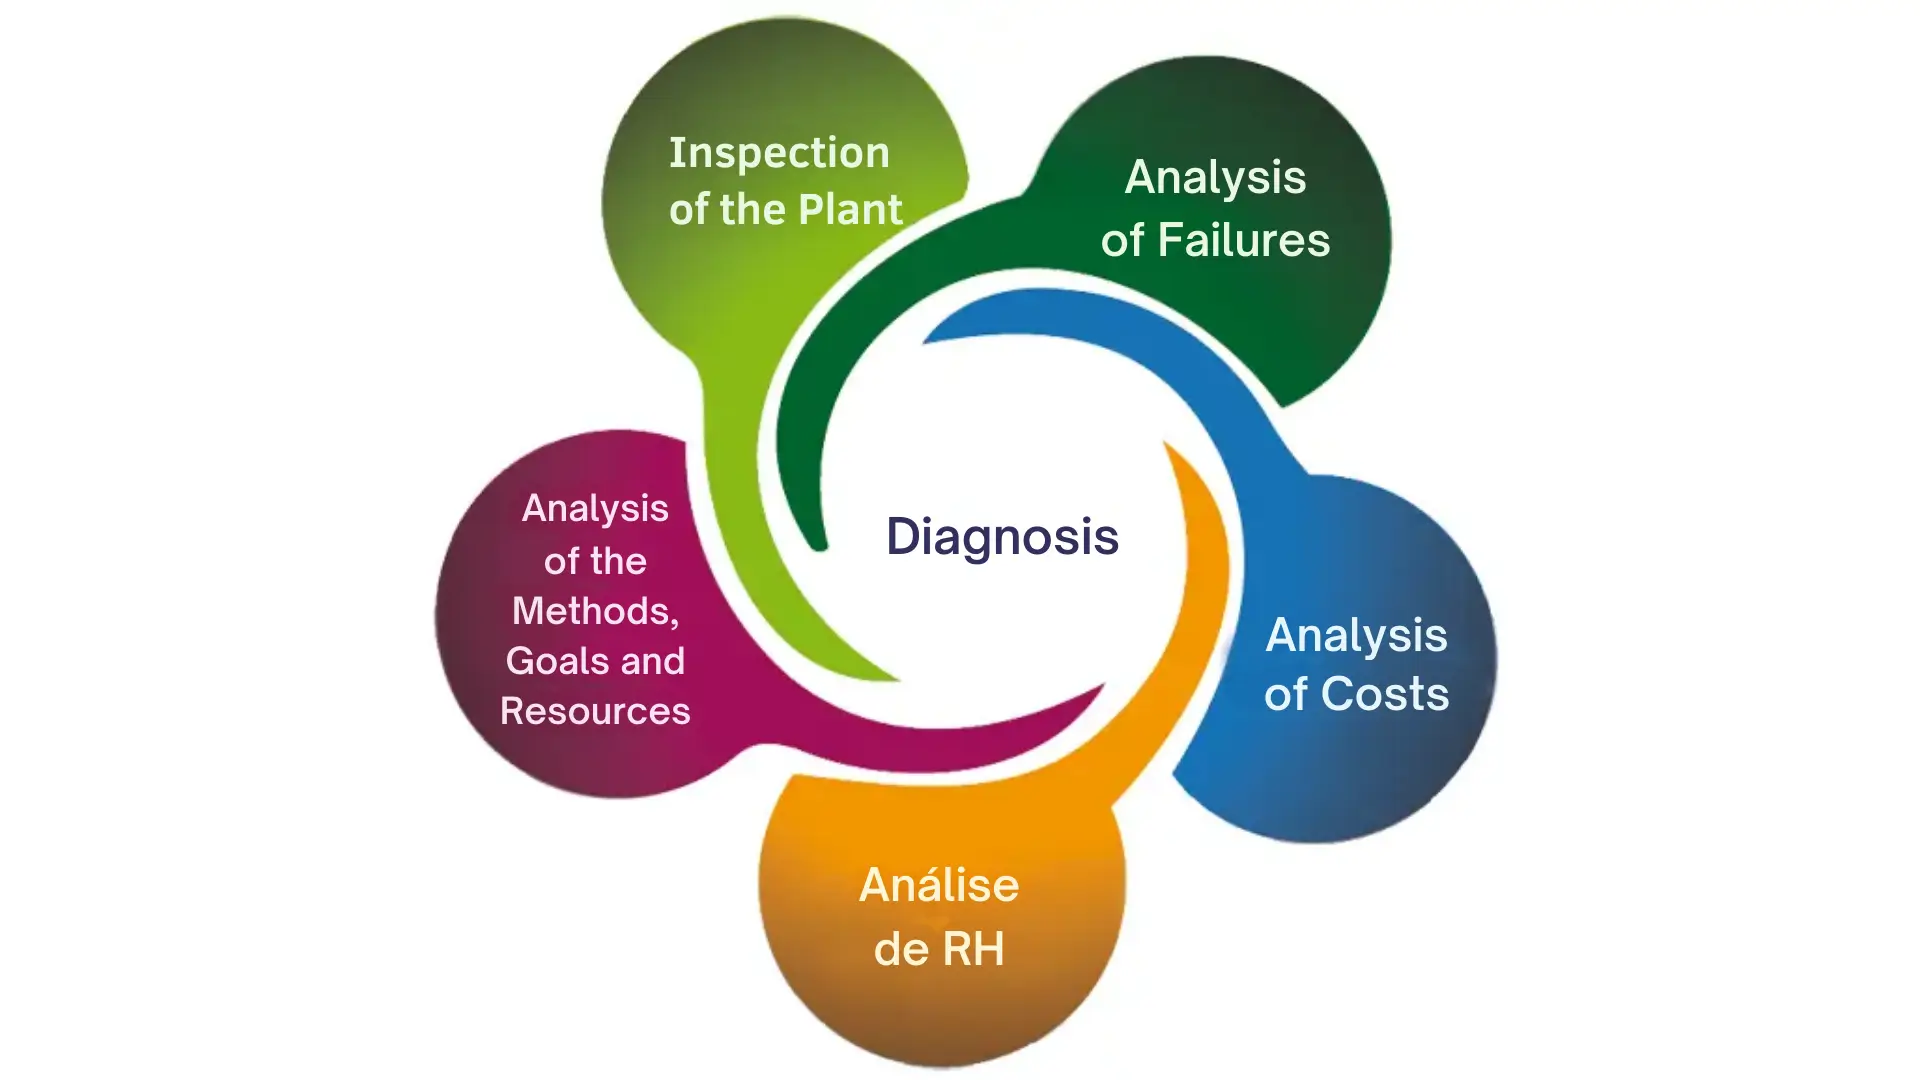 Inspection
of the Plant
Analysis
of Failures
Diagnosis
Analysis
of the
Methods,
Goals and
Resources
Analysis
of Costs
Análise
de RH